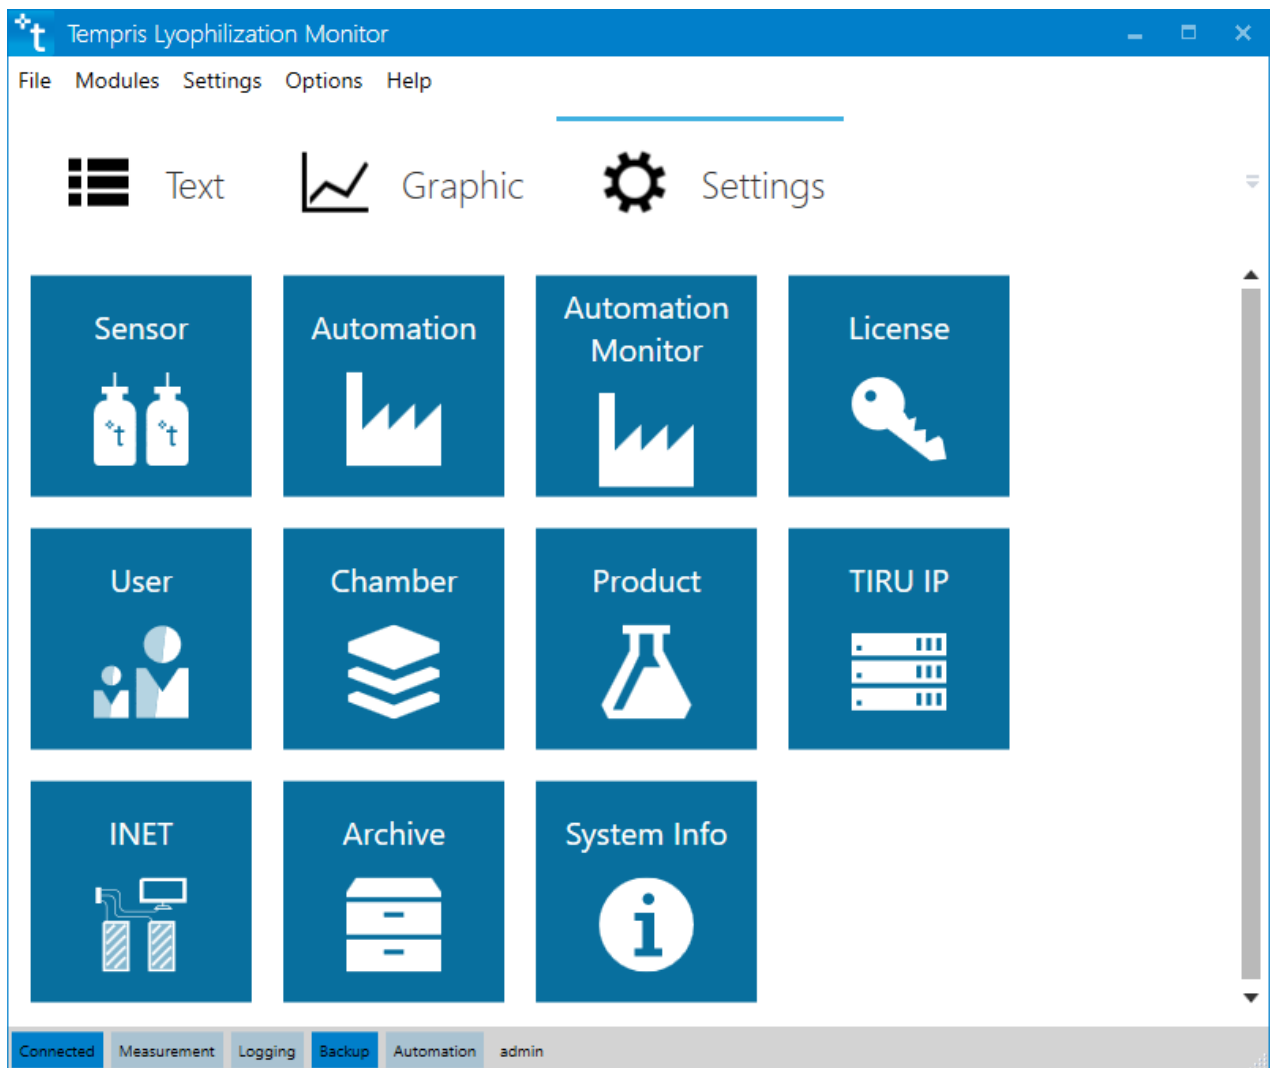 Tempris Lyophilization Monitor
File Modules Settings Options Help
Text Graphic Settings
Sensor
Automation
Automation
Monitor
License
User
Chamber
Product
TIRU IP
INET
Archive
System Info
Connected Measurement Logging Backup Automation admin